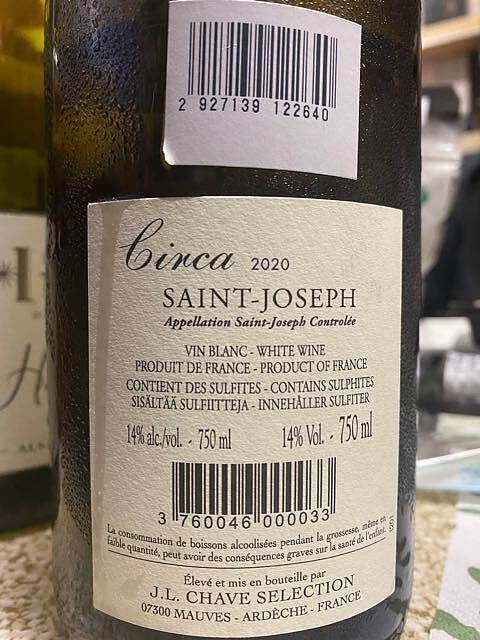 2 927139 122640
Circa 2020
SAINT-JOSEPH
Appellation Saint-Joseph Controlée
VIN BLANC - WHITE WINE
PRODUIT DE FRANCE - PRODUCT OF FRANCE
CONTIENT DES SULFITES - CONTAINS SULPHITES
SISÄLTÄÄ SULFIITTEJA - INNEHÅLLER SULFITER
14% alc./vol. - 750 ml 14% Vol. - 750 ml
3 760046 000033
La consommation de boissons alcoolisées pendant la grossesse, même en
faible quantité, peut avoir des conséquences graves sur la santé de l'enfant.
Élevé et mis en bouteille par
J.L. CHAVE SELECTION
07300 MAUVES - ARDÈCHE - FRANCE